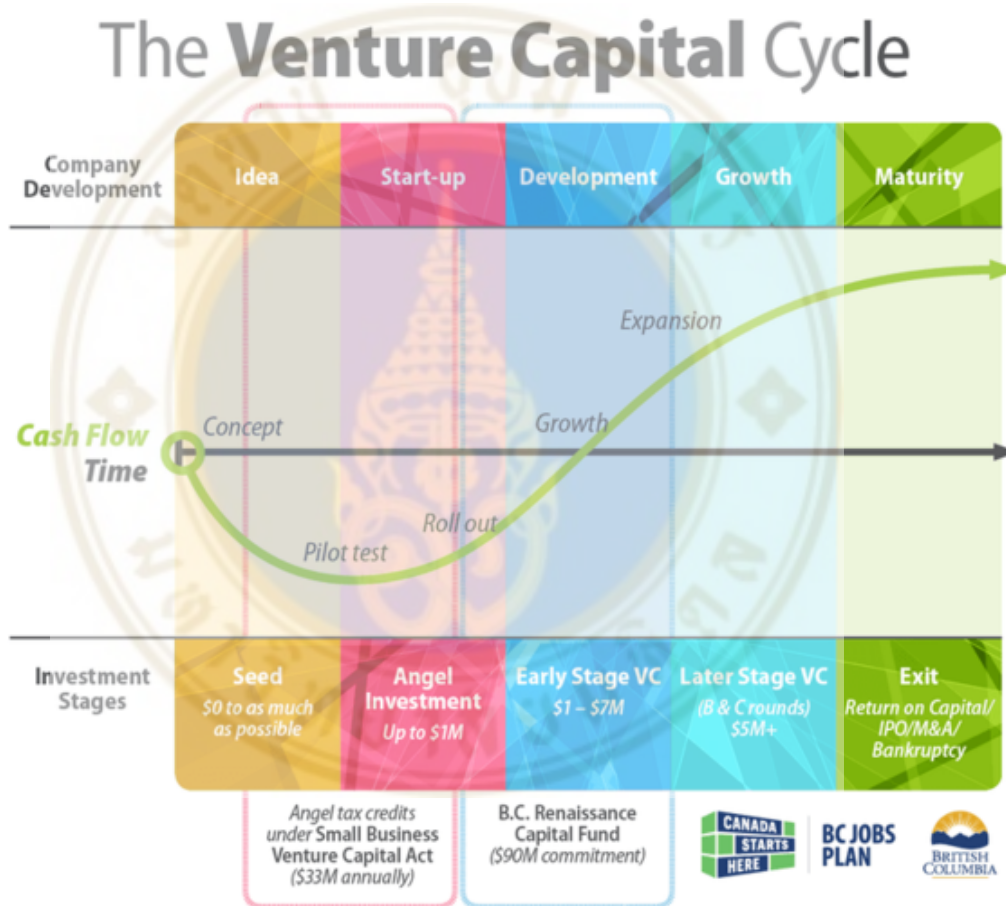 The Venture Capital Cycle
Company
Development
Idea
Start-up
Development
Growth
Maturity
Expansion
Concept
Growth
Cash Flow
Time
Roll out
Pilot test
Investment
Stages
Seed
$0 to as much
as possible
Angel
Investment
Up to $1M
Early Stage VC
$1 – $7M
Later Stage VC
(B & C rounds)
$5M+
Exit
Return on Capital/
IPO/M&A/
Bankruptcy
Angel tax credits
under Small Business
Venture Capital Act
($33M annually)
B.C. Renaissance
Capital Fund
($90M commitment)
CANADA
STARTS
HERE
BC JOBS
PLAN
BRITISH
COLUMBIA